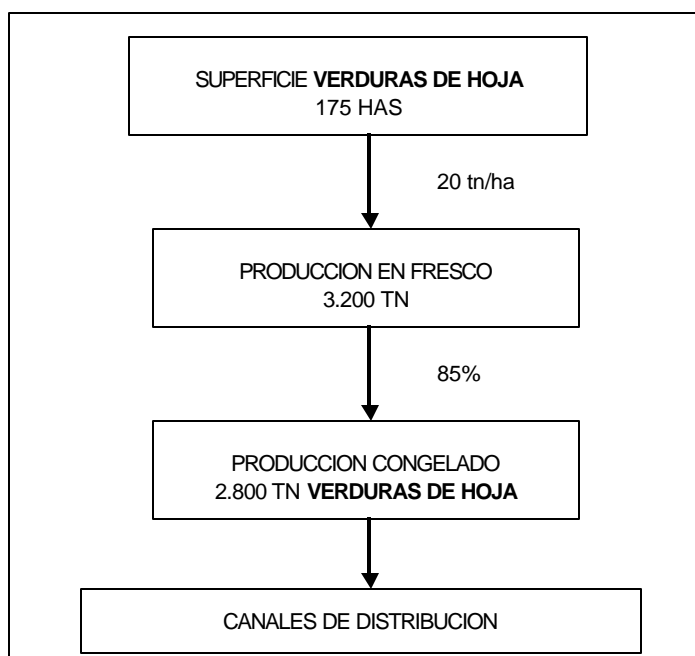 SUPERFICIE VERDURAS DE HOJA
175 HAS
20 tn/ha
PRODUCCION EN FRESCO
3.200 TN
85%
PRODUCCION CONGELADO
2.800 TN VERDURAS DE HOJA
CANALES DE DISTRIBUCION